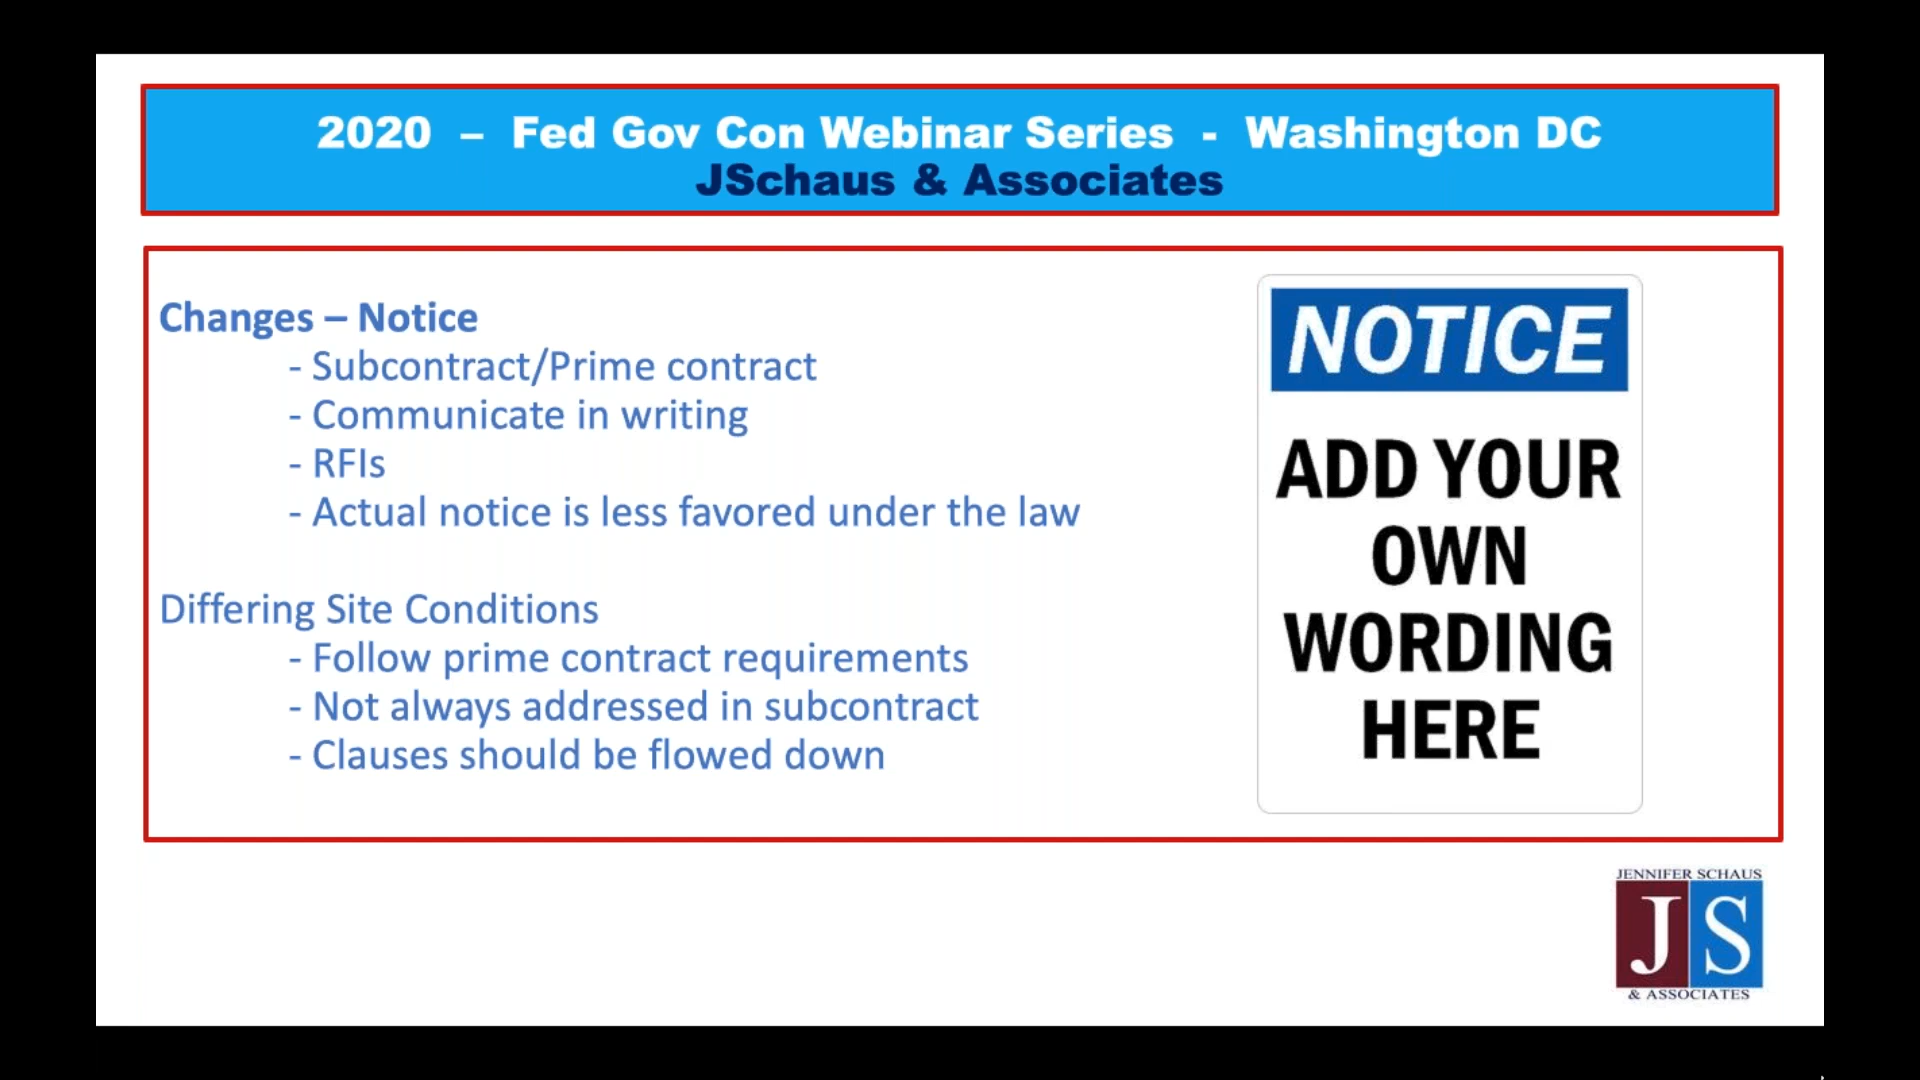 2020 – Fed Gov Con Webinar Series - Washington DC
JSchaus & Associates
Changes – Notice
- Subcontract/Prime contract
- Communicate in writing
- RFIs
- Actual notice is less favored under the law
Differing Site Conditions
- Follow prime contract requirements
- Not always addressed in subcontract
- Clauses should be flowed down
NOTICE
ADD YOUR
OWN
WORDING
HERE
JENNIFER SCHAUS
JS
& ASSOCIATES